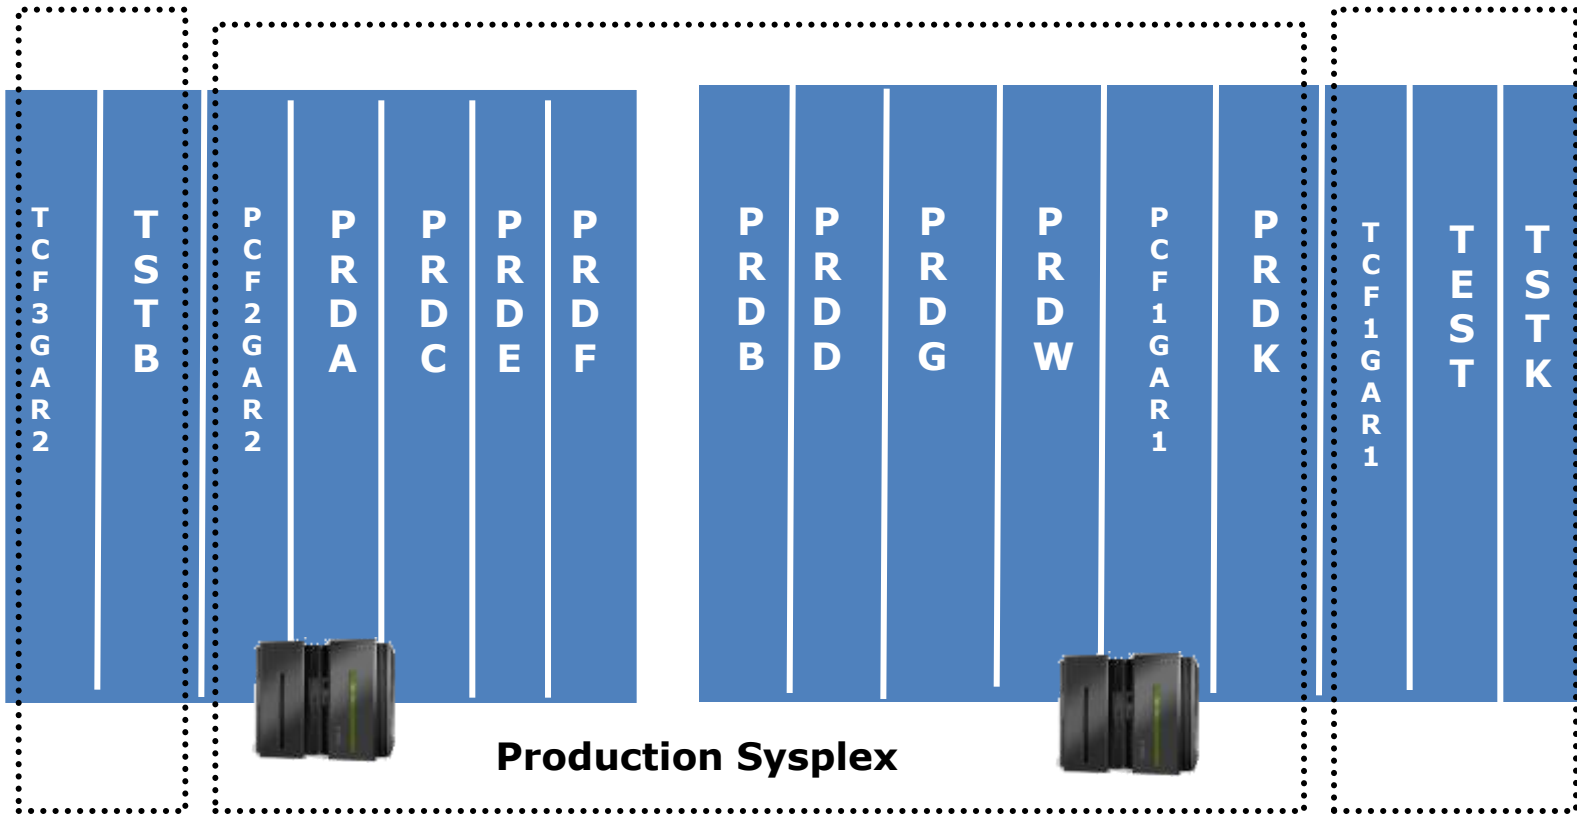 TCF3GAR2
TSTB
PCF2GAR2
PRDA
PRDC
PRDE
PRDF
PRDB
PRDD
PRDG
PRDW
PCF1GAR1
PRDK
TCF1GAR1
TEST
TSTK
Production Sysplex